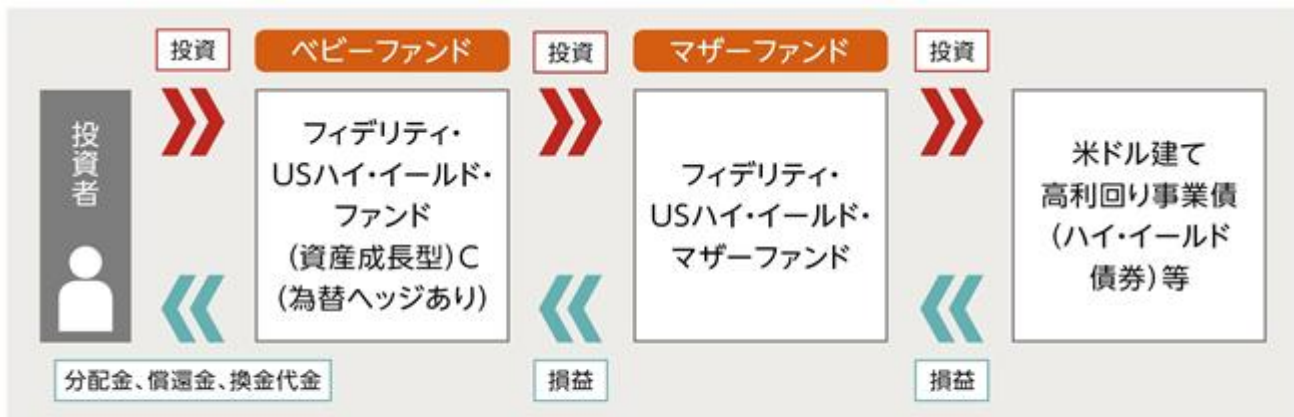 投資
ベビーファンド
投資
マザーファンド
投資
投資者
フィデリティ・
USハイ・イールド・
ファンド
(資産成長型)C
(為替ヘッジあり)
フィデリティ・
USハイ・イールド・
マザーファンド
米ドル建て
高利回り事業債
(ハイ・イールド
債券)等
分配金、償還金、換金代金
損益
損益